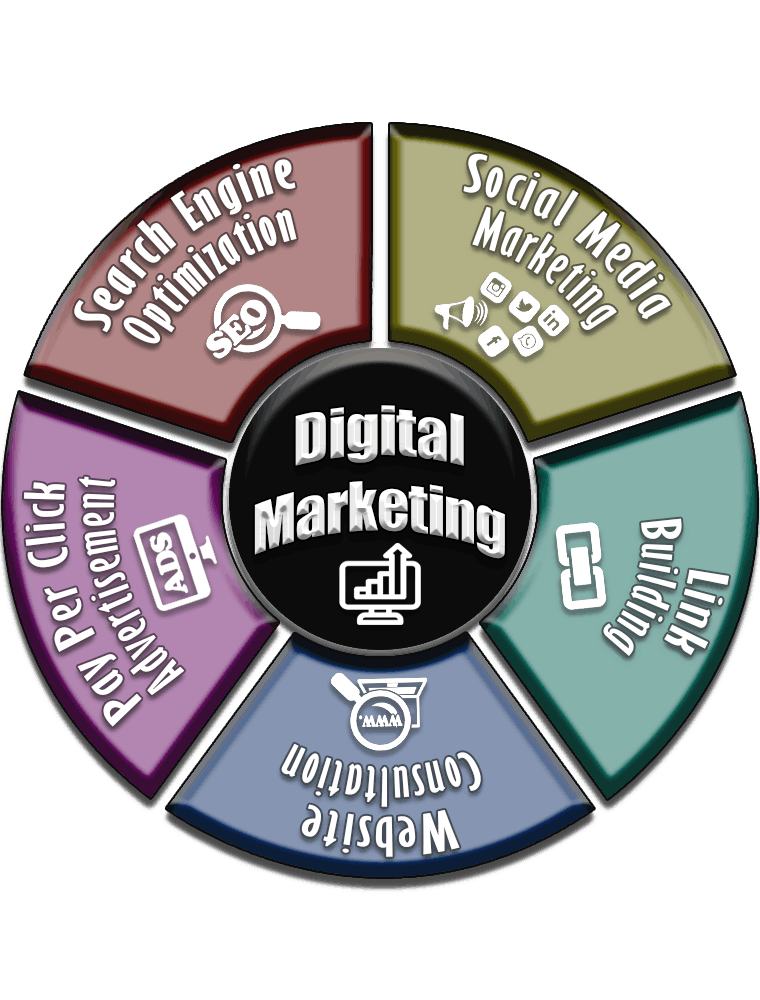 Digital
Marketing
Search Engine
Optimization
SEO
Social Media
Marketing
Link
Building
Website
Consultation
WWW.
Pay Per Click
Advertisement
ADS